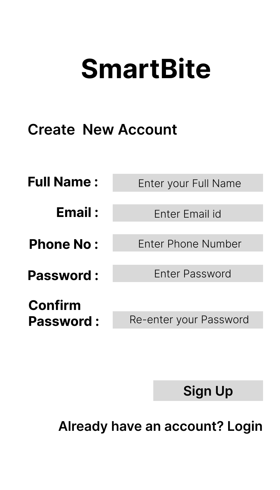 SmartBite
Create  New Account
Full Name : Enter your Full Name
Email : Enter Email id
Phone No : Enter Phone Number
Password : Enter Password
Confirm
Password : Re-enter your Password
Sign Up
Already have an account? Login